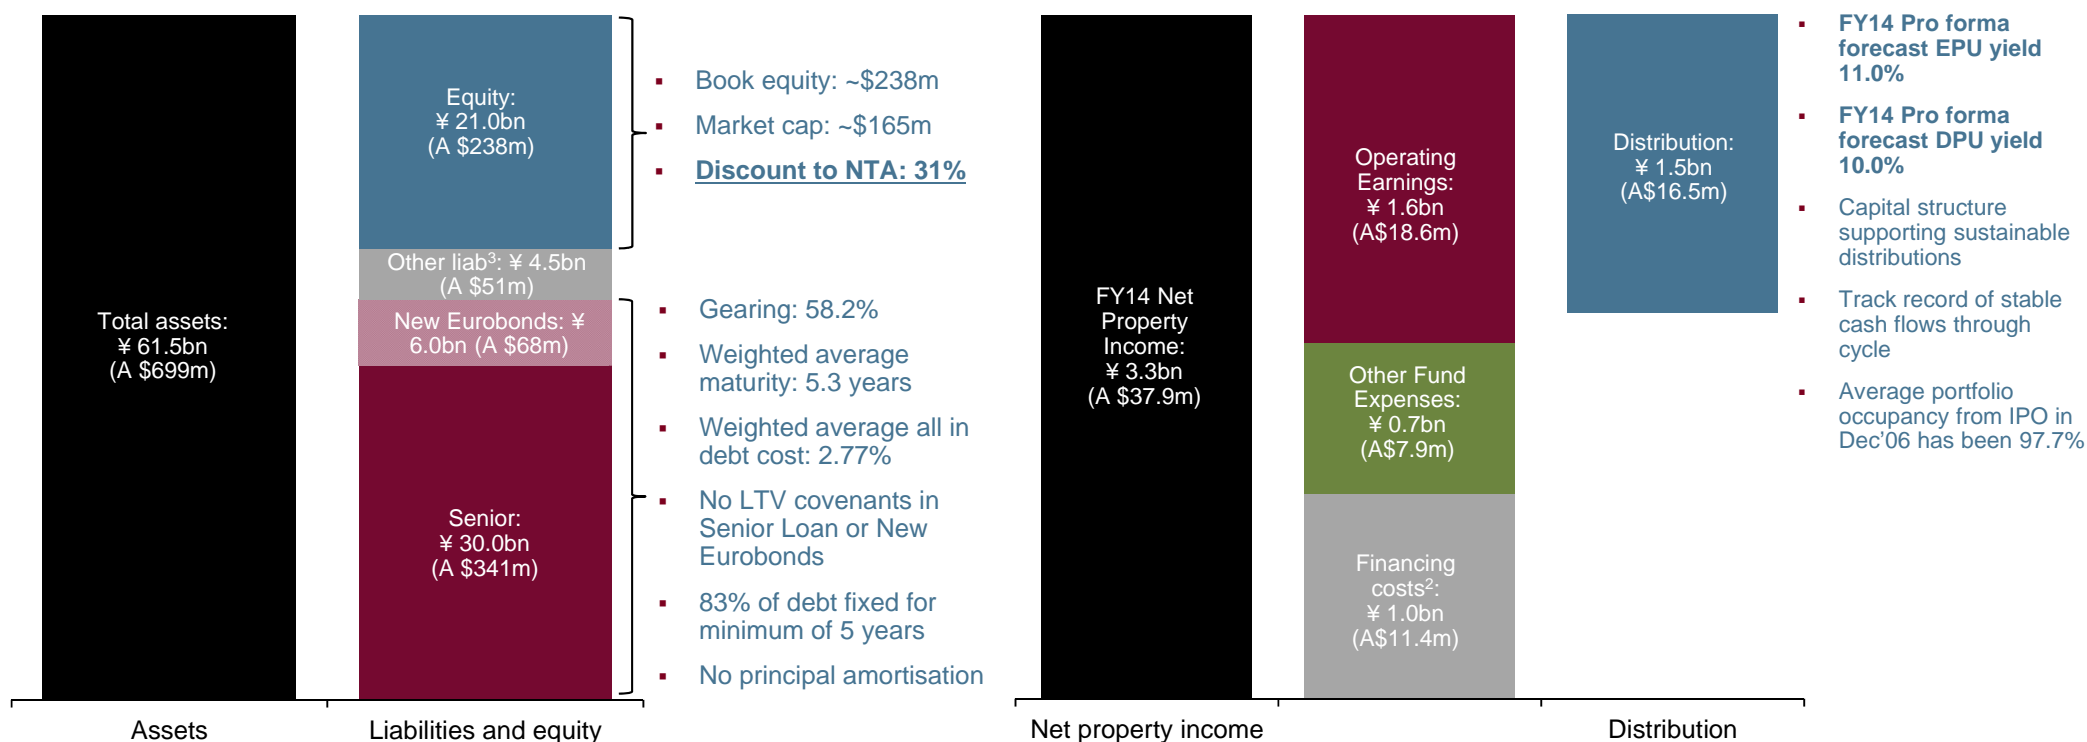 Total assets:
¥ 61.5bn
(A $699m)
Equity:
¥ 21.0bn
(A $238m)
Other liab³: ¥ 4.5bn
(A $51m)
New Eurobonds: ¥
6.0bn (A $68m)
Senior:
¥ 30.0bn
(A $341m)
Assets
Liabilities and equity
▪ Book equity: ~$238m
▪ Market cap: ~$165m
▪ Discount to NTA: 31%
▪ Gearing: 58.2%
▪ Weighted average
maturity: 5.3 years
▪ Weighted average all in
debt cost: 2.77%
▪ No LTV covenants in
Senior Loan or New
Eurobonds
▪ 83% of debt fixed for
minimum of 5 years
▪ No principal amortisation
FY14 Net
Property
Income:
¥ 3.3bn
(A $37.9m)
Operating
Earnings:
¥ 1.6bn
(A$18.6m)
Other Fund
Expenses:
¥ 0.7bn
(A$7.9m)
Financing
costs²:
¥ 1.0bn
(A$11.4m)
Distribution:
¥ 1.5bn
(A$16.5m)
Net property income
Distribution
▪ FY14 Pro forma
forecast EPU yield
11.0%
▪ FY14 Pro forma
forecast DPU yield
10.0%
▪ Capital structure
supporting sustainable
distributions
▪ Track record of stable
cash flows through
cycle
▪ Average portfolio
occupancy from IPO in
Dec’06 has been 97.7%